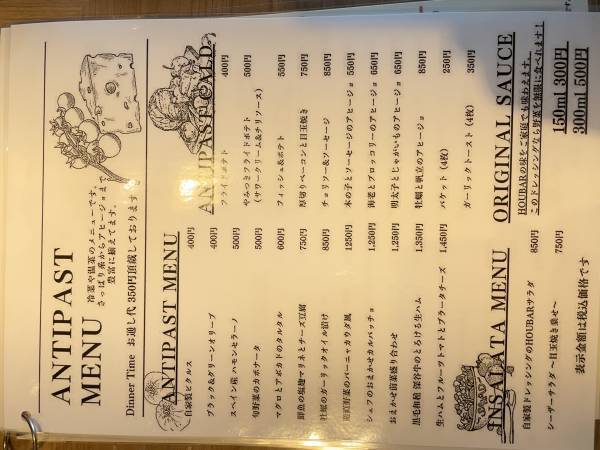 ANTIPAST
MENU
冷菜や温菜のメニューです。
さっぱり系からアヒージョまで
豊富に揃えてます。
Dinner Time お通し代 350円頂戴しております
ANTIPAST MENU
自家製ピクルス 400円
ブラック&グリーンオリーブ 400円
スペイン産 ハモンセラーノ 500円
旬野菜のカポナータ 500円
マグロとアボカドのタルタル 600円
鮮魚の塩麹マリネとチーズ豆腐 750円
牡蠣のガーリックオイル漬け 850円
産直野菜のバーニャカウダ風 1250円
シェフのおまかせカルパッチョ 1,250円
おまかせ前菜盛り合わせ 1,250円
黒毛和種 深谷牛のとろける生ハム 1,350円
生ハムとフルーツトマトとブラータチーズ 1,450円
INSALATA MENU
自家製ドレッシングのHOUBARサラダ 850円
シーザーサラダ 〜目玉焼き乗せ〜 750円
表示金額は税込価格です
フライドポテト 400円
やみつきフライドポテト 500円
(サワークリーム&チリソース)
フィッシュ&ポテト 550円
厚切りベーコンと目玉焼き 750円
チョリソー&ソーセージ 850円
木の子とソーセージのアヒージョ 550円
海老とブロッコリーのアヒージョ 650円
明太子とじゃがいものアヒージョ 650円
牡蠣と帆立のアヒージョ 850円
バケット (4枚) 250円
ガーリックトースト (4枚) 350円
ORIGINAL SAUCE
HOUBARの味をご家庭でも味わえます。
このドレッシングなら野菜を無限に食べれます!
150ml 300円
300ml 500円